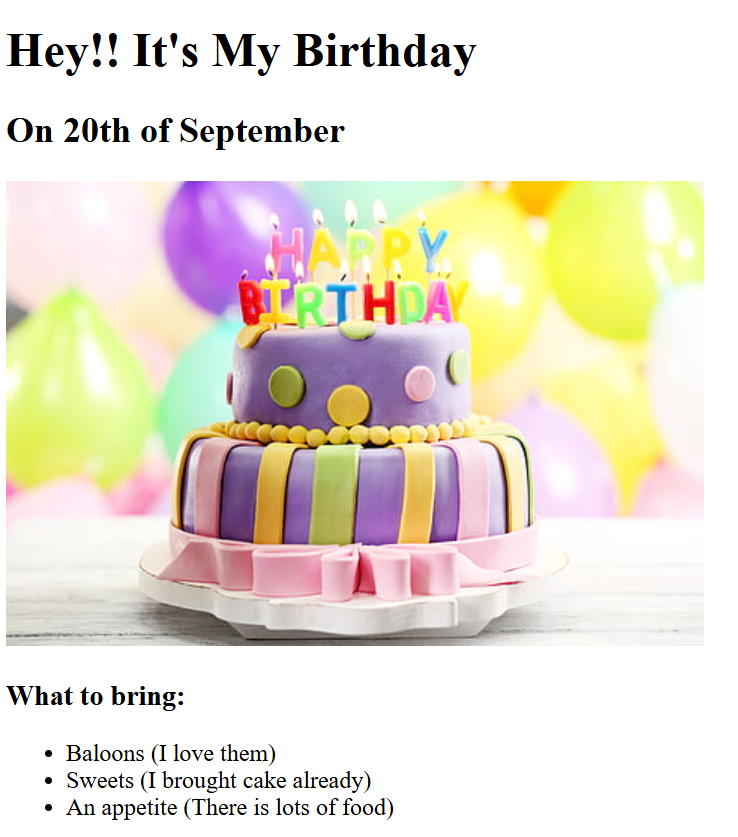 Hey!! It's My Birthday
On 20th of September
HAPPY
BIRTHDAY
What to bring:
Baloons (I love them)
Sweets (I brought cake already)
An appetite (There is lots of food)